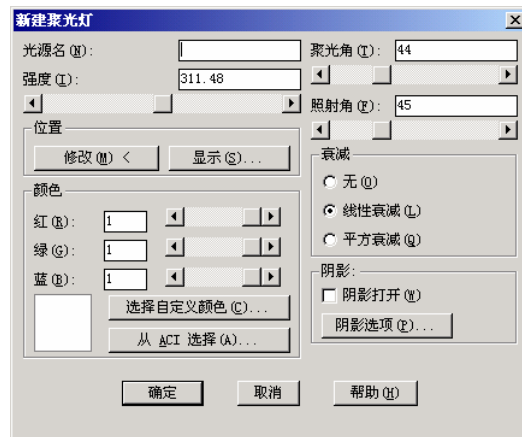 新建聚光灯
光源名(N):
强度(I): 311.48
位置
修改(M) < 显示(S)...
颜色
红(R): 1
绿(G): 1
蓝(B): 1
选择自定义颜色(C)...
从 ACI 选择(A)...
聚光角(T): 44
照射角(F): 45
衰减
无(O)
线性衰减(L)
平方衰减(Q)
阴影:
阴影打开(W)
阴影选项(P)...
确定 取消 帮助(H)